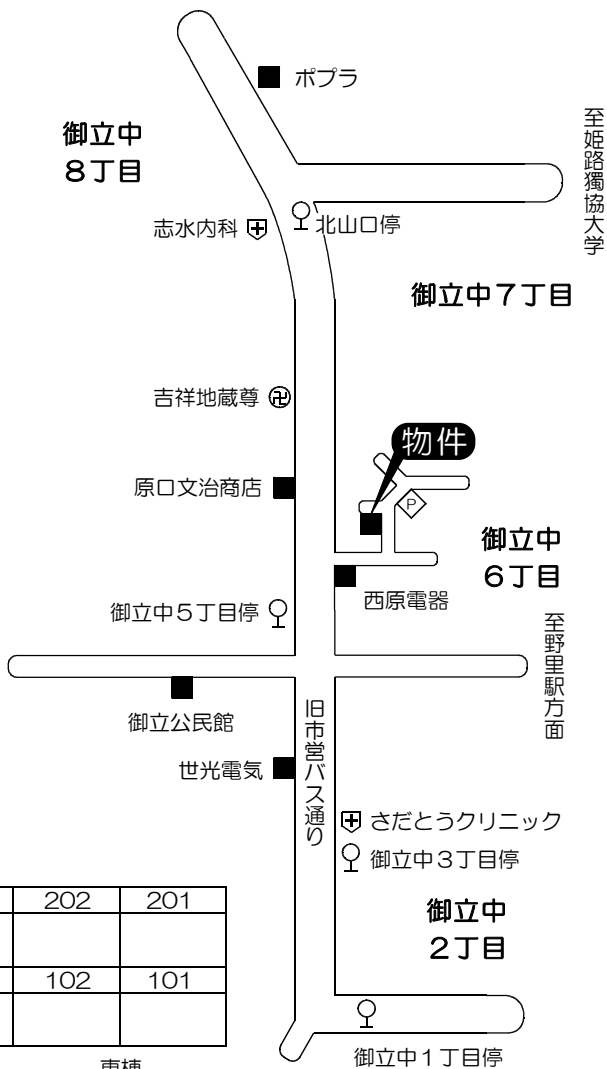 ポプラ
御立中
８丁目
至姫路獨協大学
志水内科
北山口停
御立中７丁目
吉祥地蔵尊
物件
原口文治商店
P
御立中
６丁目
西原電器
御立中５丁目停
至野里駅方面
御立公民館
旧市営バス通り
世光電気
さだとうクリニック
御立中３丁目停
202 201
御立中
２丁目
102 101
御立中１丁目停